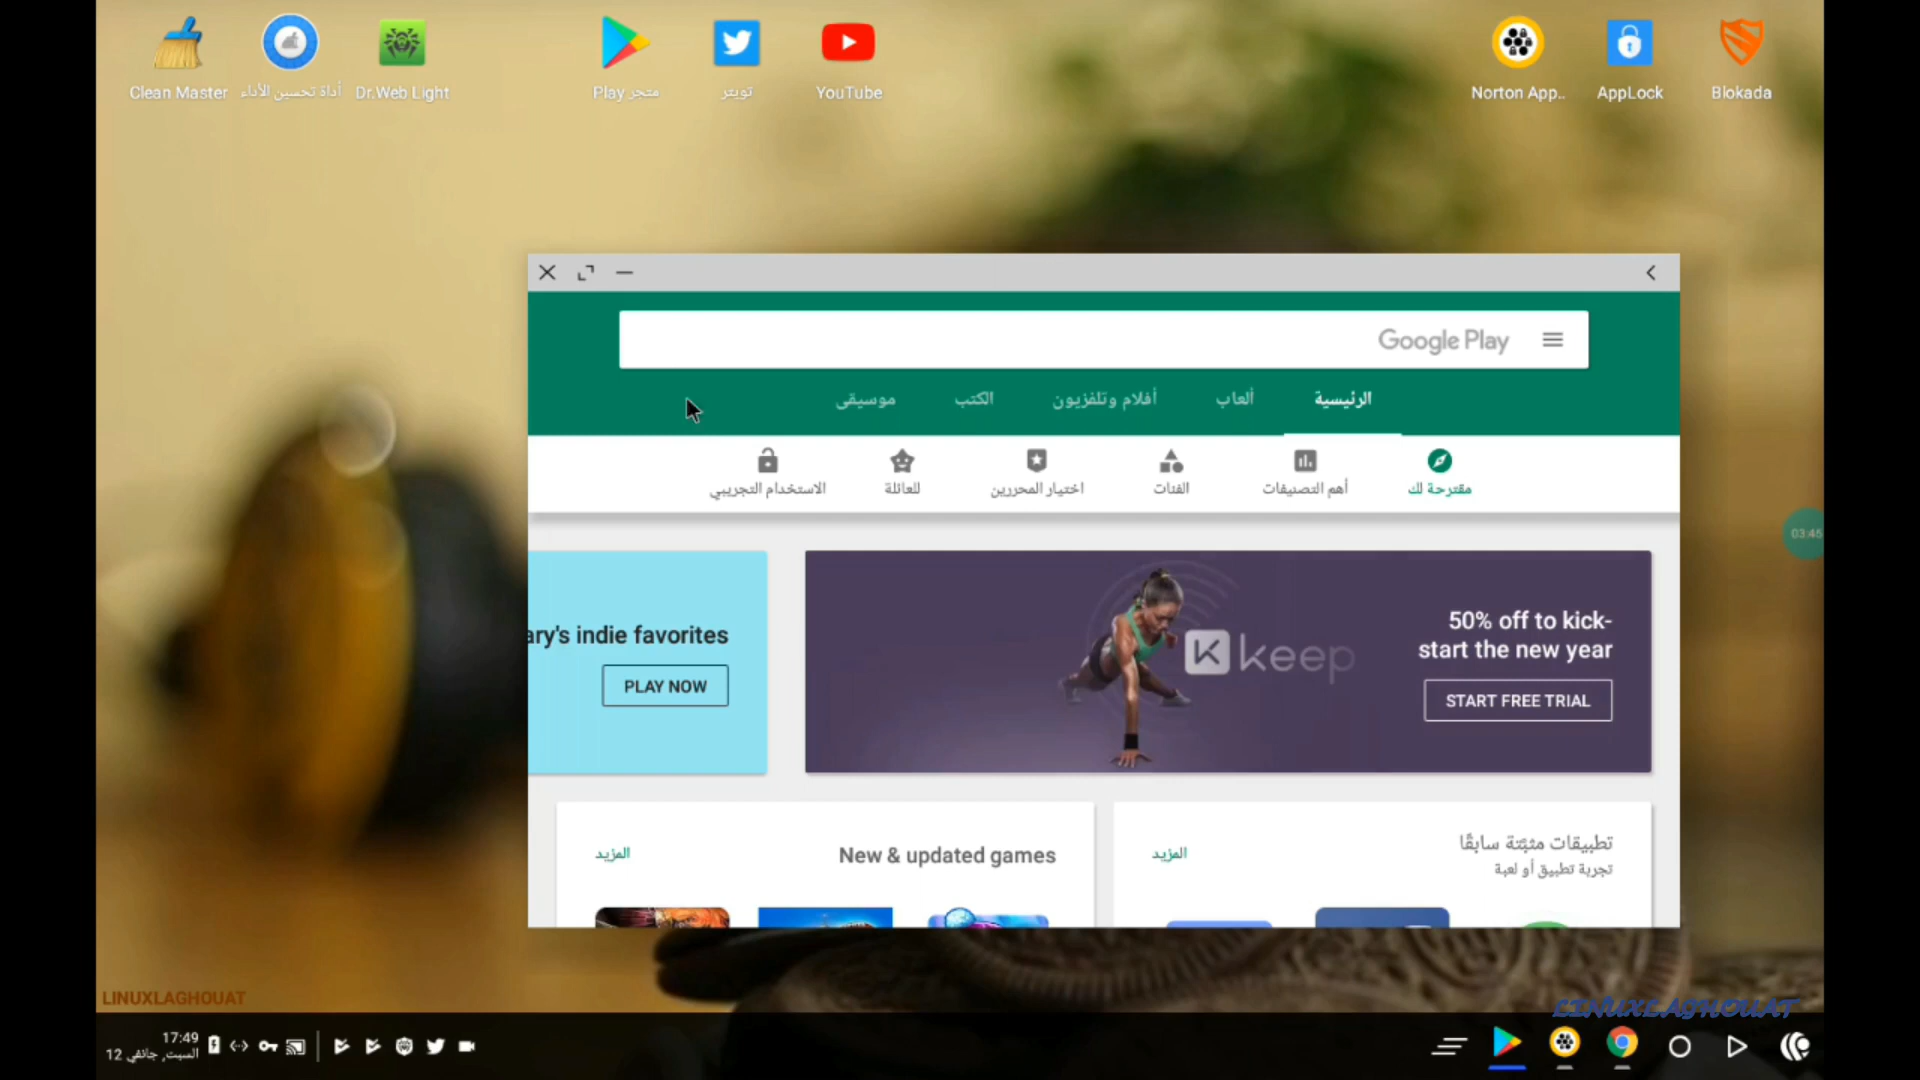 Clean Master
أداة تحسين الأداء
Dr.Web Light
متجر Play
تويتر
YouTube
Norton App..
AppLock
Blokada
Google Play
الرئيسية
ألعاب
أفلام وتلفزيون
الكتب
موسيقى
مقترحة لك
أهم التصنيفات
الفئات
اختيار المحررين
للعائلة
الاستخدام التجريبي
03:46
ary's indie favorites
PLAY NOW
keep
50% off to kick-
start the new year
START FREE TRIAL
تطبيقات مثبّتة سابقًا
تجربة تطبيق أو لعبة
المزيد
New & updated games
المزيد
LINUXLAGHOUAT
LINUXLAGHOUAT
17:49
السبت, جانفي 12